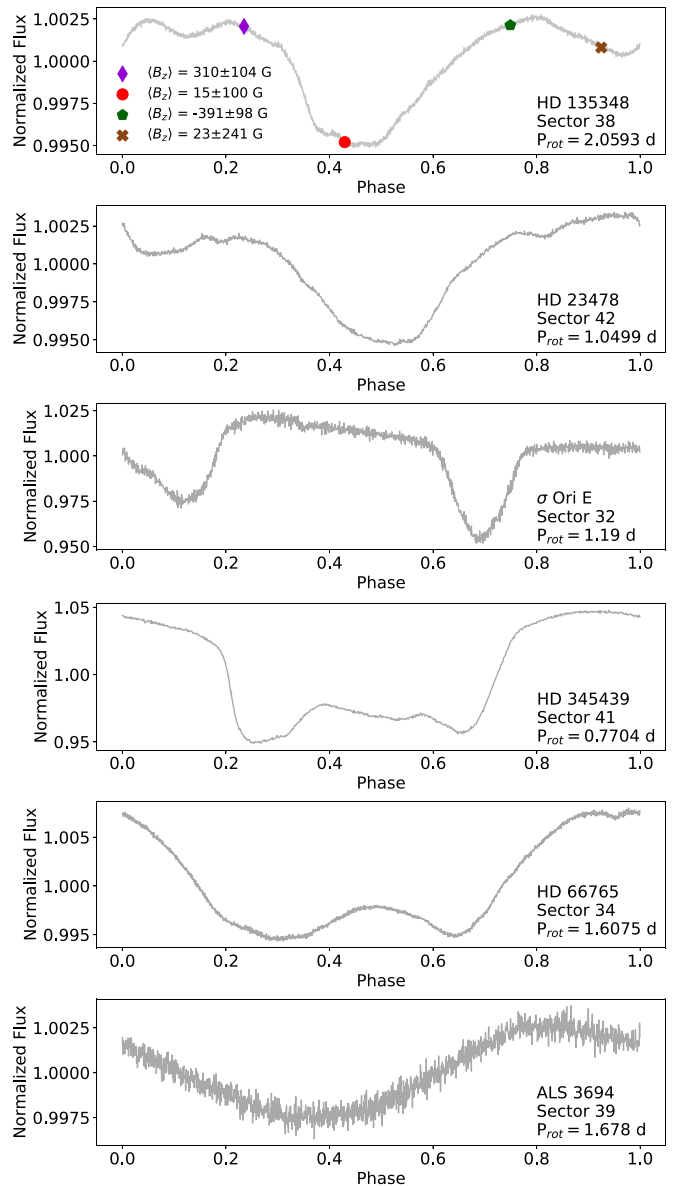 Normalized Flux
1.0025
1.0000
0.9975
0.9950
⟨B_z⟩ = 310±104 G
⟨B_z⟩ = 15±100 G
⟨B_z⟩ = -391±98 G
⟨B_z⟩ = 23±241 G
HD 135348
Sector 38
P_rot = 2.0593 d
0.0 0.2 0.4 0.6 0.8 1.0
Phase
Normalized Flux
1.0025
1.0000
0.9975
0.9950
HD 23478
Sector 42
P_rot = 1.0499 d
0.0 0.2 0.4 0.6 0.8 1.0
Phase
Normalized Flux
1.025
1.000
0.975
0.950
σ Ori E
Sector 32
P_rot = 1.19 d
0.0 0.2 0.4 0.6 0.8 1.0
Phase
Normalized Flux
1.05
1.00
0.95
HD 345439
Sector 41
P_rot = 0.7704 d
0.0 0.2 0.4 0.6 0.8 1.0
Phase
Normalized Flux
1.005
1.000
0.995
HD 66765
Sector 34
P_rot = 1.6075 d
0.0 0.2 0.4 0.6 0.8 1.0
Phase
Normalized Flux
1.0025
1.0000
0.9975
ALS 3694
Sector 39
P_rot = 1.678 d
0.0 0.2 0.4 0.6 0.8 1.0
Phase